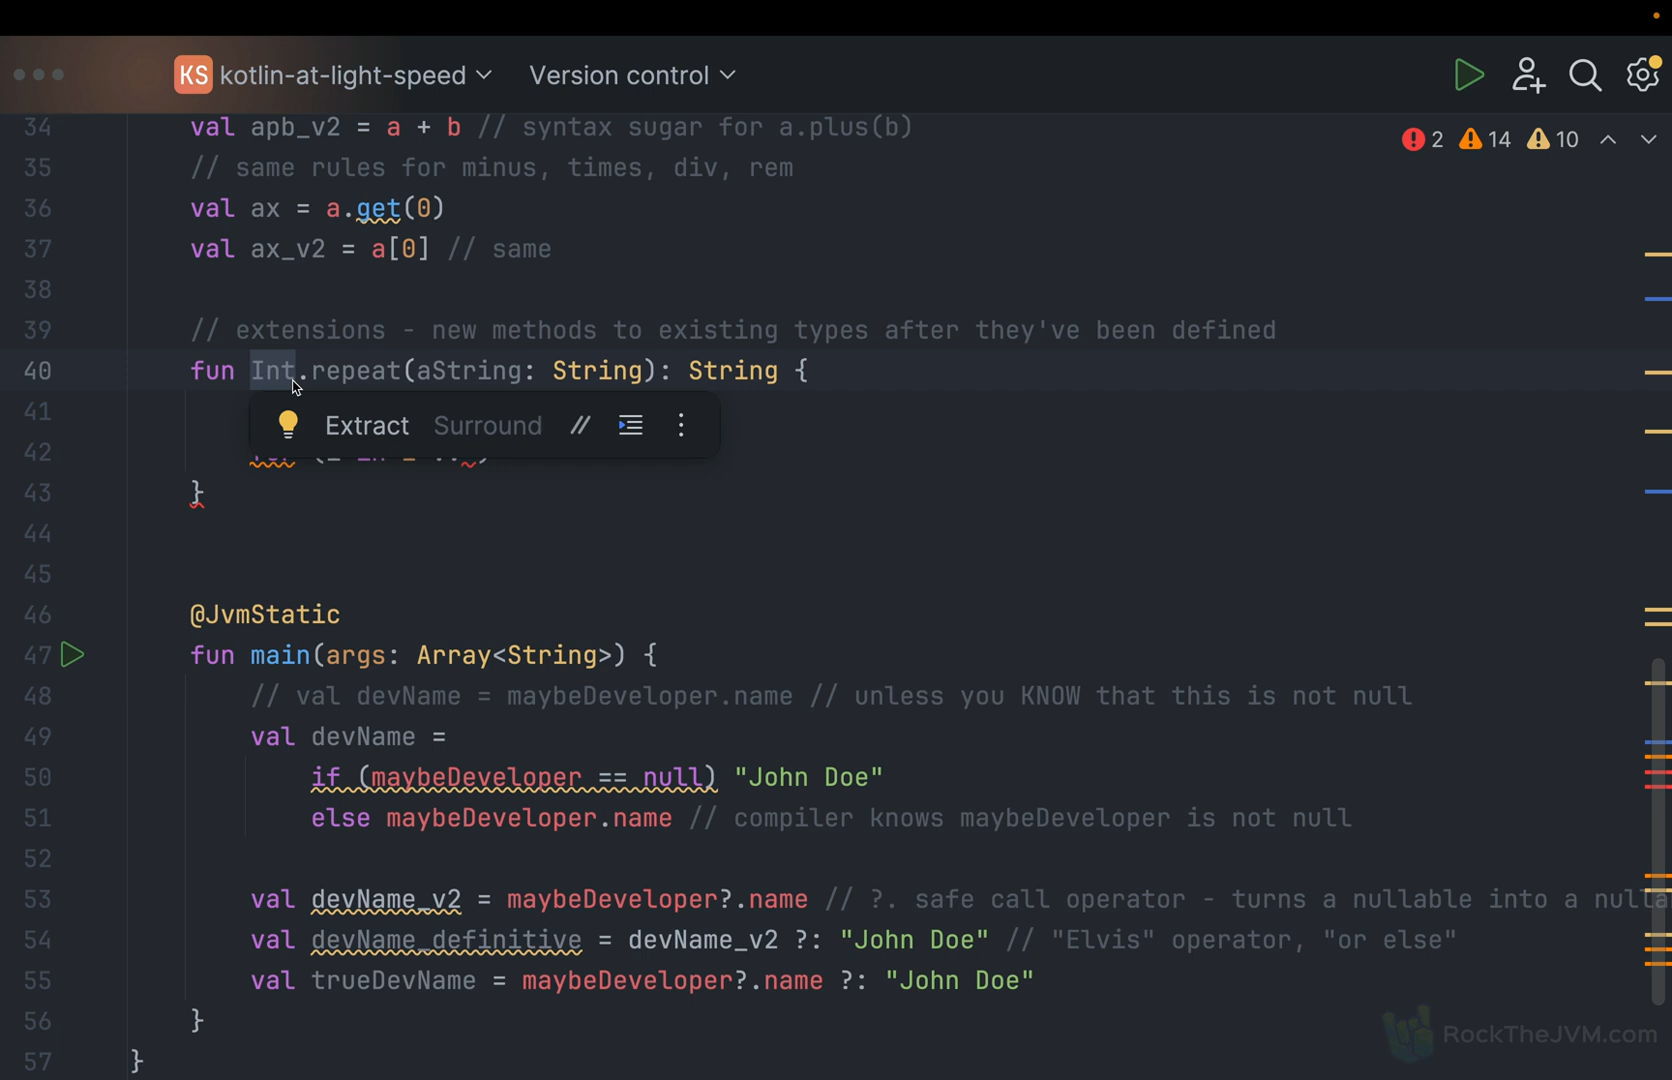 KS kotlin-at-light-speed Version control
34 val apb_v2 = a + b // syntax sugar for a.plus(b)
2 14 10
35 // same rules for minus, times, div, rem
36 val ax = a.get(0)
37 val ax_v2 = a[0] // same
38
39 // extensions - new methods to existing types after they've been defined
40 fun Int.repeat(aString: String): String {
41
Extract Surround //
42
43 }
44
45
46 @JvmStatic
47 fun main(args: Array<String>) {
48 // val devName = maybeDeveloper.name // unless you KNOW that this is not null
49 val devName =
50 if (maybeDeveloper == null) "John Doe"
51 else maybeDeveloper.name // compiler knows maybeDeveloper is not null
52
53 val devName_v2 = maybeDeveloper?.name // ?. safe call operator - turns a nullable into a nulla
54 val devName_definitive = devName_v2 ?: "John Doe" // "Elvis" operator, "or else"
55 val trueDevName = maybeDeveloper?.name ?: "John Doe"
56 }
RockTheJVM.com
57 }